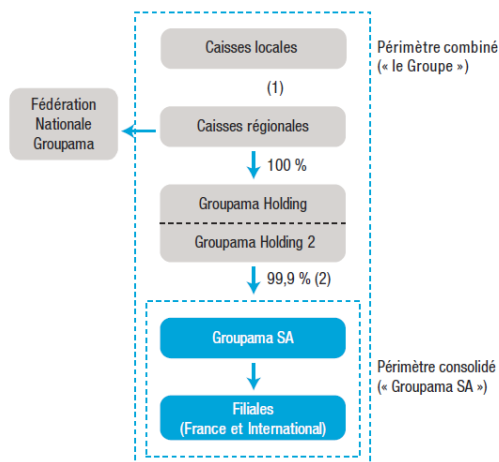 Caisses locales
Périmètre combiné
(« le Groupe »)
(1)
Fédération
Nationale
Groupama
Caisses régionales
100 %
Groupama Holding
Groupama Holding 2
99,9 % (2)
Groupama SA
Périmètre consolidé
(« Groupama SA »)
Filiales
(France et International)